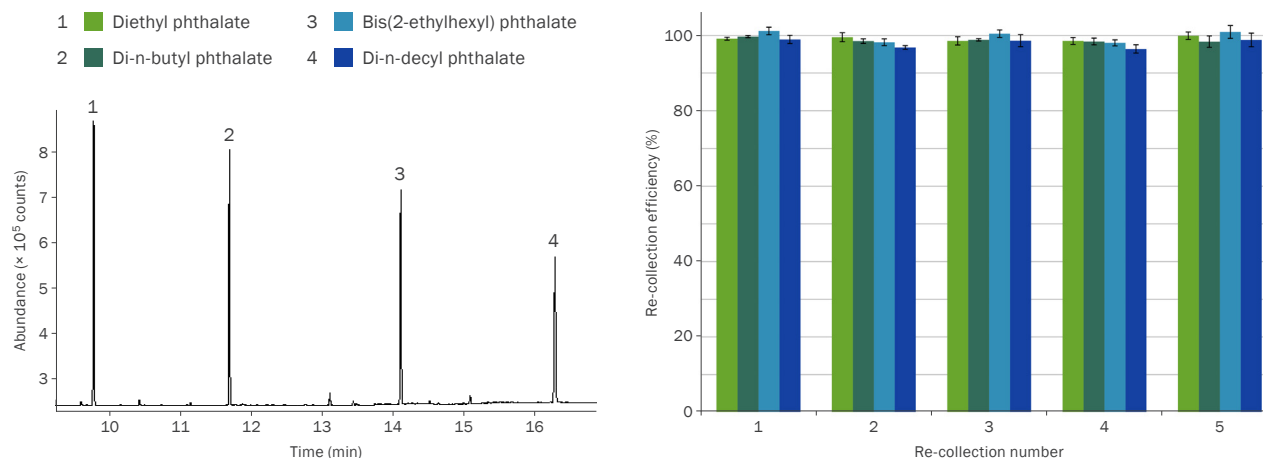 1 Diethyl phthalate
2 Di-n-butyl phthalate
3 Bis(2-ethylhexyl) phthalate
4 Di-n-decyl phthalate
Abundance (× 10⁵ counts)
8
7
6
5
4
3
1
2
3
4
10 11 12 13 14 15 16
Time (min)
Re-collection efficiency (%)
100
80
60
40
20
0
1 2 3 4 5
Re-collection number